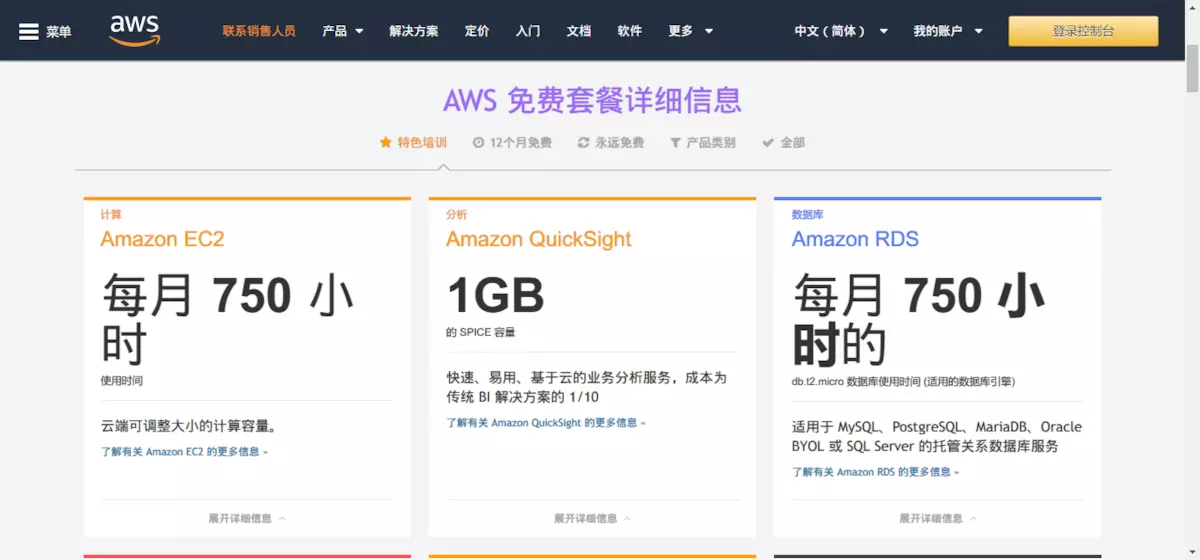 菜单
aws
联系销售人员 产品 解决方案 定价 入门 文档 软件 更多 中文（简体） 我的账户 登录控制台
AWS 免费套餐详细信息
特色培训 12个月免费 永远免费 产品类别 全部
计算
Amazon EC2
每月 750 小
时
使用时间
云端可调整大小的计算容量。
了解有关 Amazon EC2 的更多信息 »
展开详细信息
分析
Amazon QuickSight
1GB
的 SPICE 容量
快速、易用、基于云的业务分析服务，成本为
传统 BI 解决方案的 1/10
了解有关 Amazon QuickSight 的更多信息 »
展开详细信息
数据库
Amazon RDS
每月 750 小
时的
db.t2.micro 数据库使用时间 (适用的数据库引擎)
适用于 MySQL、PostgreSQL、MariaDB、Oracle
BYOL 或 SQL Server 的托管关系数据库服务
了解有关 Amazon RDS 的更多信息 »
展开详细信息